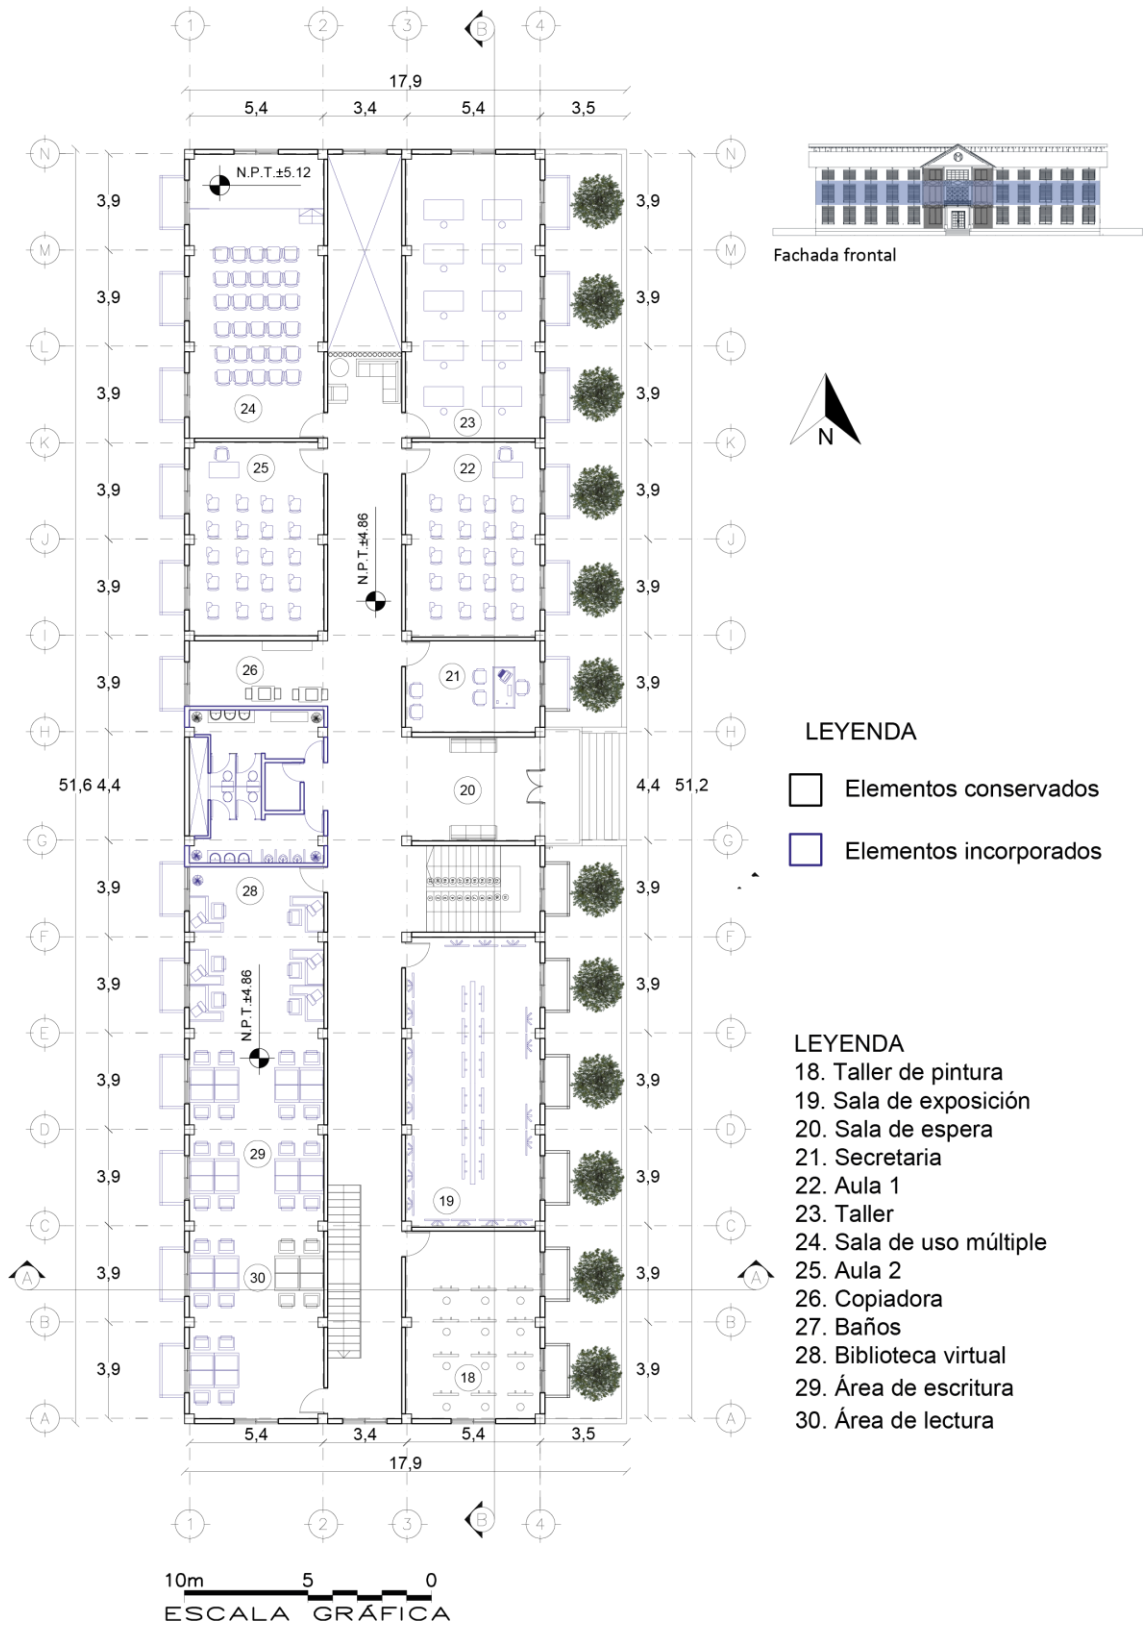 1 2 3 B 4
17,9
5,4 3,4 5,4 3,5
N N
N.P.T.±5.12
3,9 3,9
M M
Fachada frontal
3,9 3,9
L L
3,9 3,9
24 23
N
K K
25 22
3,9 3,9
N.P.T.±4.86
J J
3,9 3,9
I I
26 21
3,9 3,9
H H
LEYENDA
51,6 4,4 20 4,4 51,2
Elementos conservados
G G
Elementos incorporados
28
3,9 3,9
F F
3,9 3,9
N.P.T.±4.86
E E
LEYENDA
18. Taller de pintura
3,9 3,9
19. Sala de exposición
D D
20. Sala de espera
29
21. Secretaria
3,9 3,9
22. Aula 1
19
23. Taller
C C
24. Sala de uso múltiple
25. Aula 2
A 3,9 30 3,9 A
26. Copiadora
B B
27. Baños
28. Biblioteca virtual
3,9 18 3,9
29. Área de escritura
A A
30. Área de lectura
5,4 3,4 5,4 3,5
17,9
1 2 3 B 4
10m 5 0
ESCALA GRÁFICA